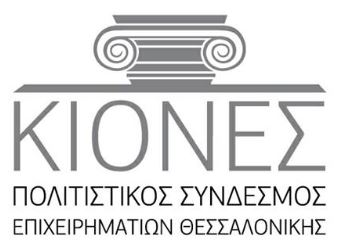 ΚΙΟΝΕΣ
ΠΟΛΙΤΙΣΤΙΚΟΣ ΣΥΝΔΕΣΜΟΣ
ΕΠΙΧΕΙΡΗΜΑΤΙΩΝ ΘΕΣΣΑΛΟΝΙΚΗΣ